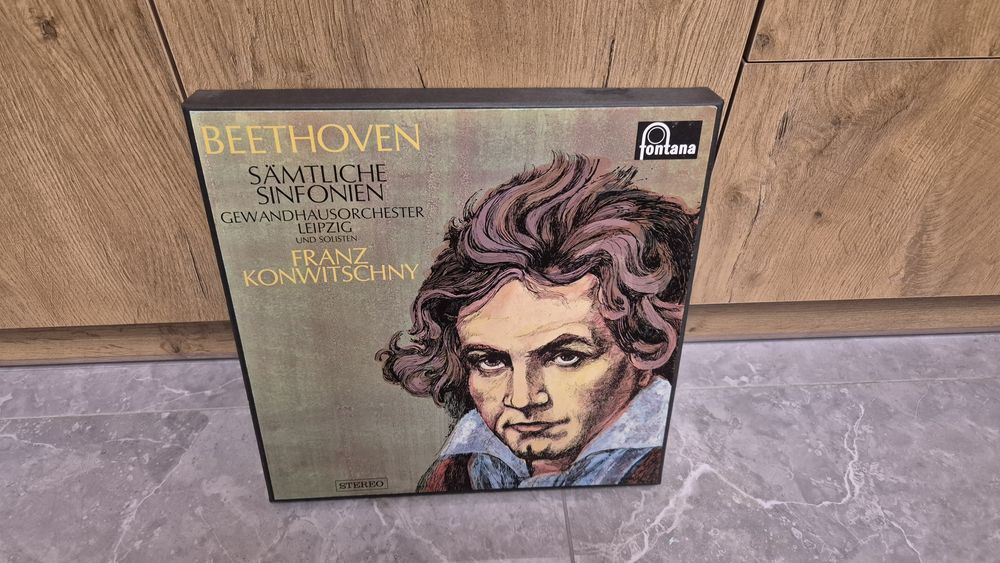 BEETHOVEN
SÄMTLICHE
SINFONIEN
GEWANDHAUSORCHESTER
LEIPZIG
UND SOLISTEN
FRANZ
KONWITSCHNY
fontana
STEREO